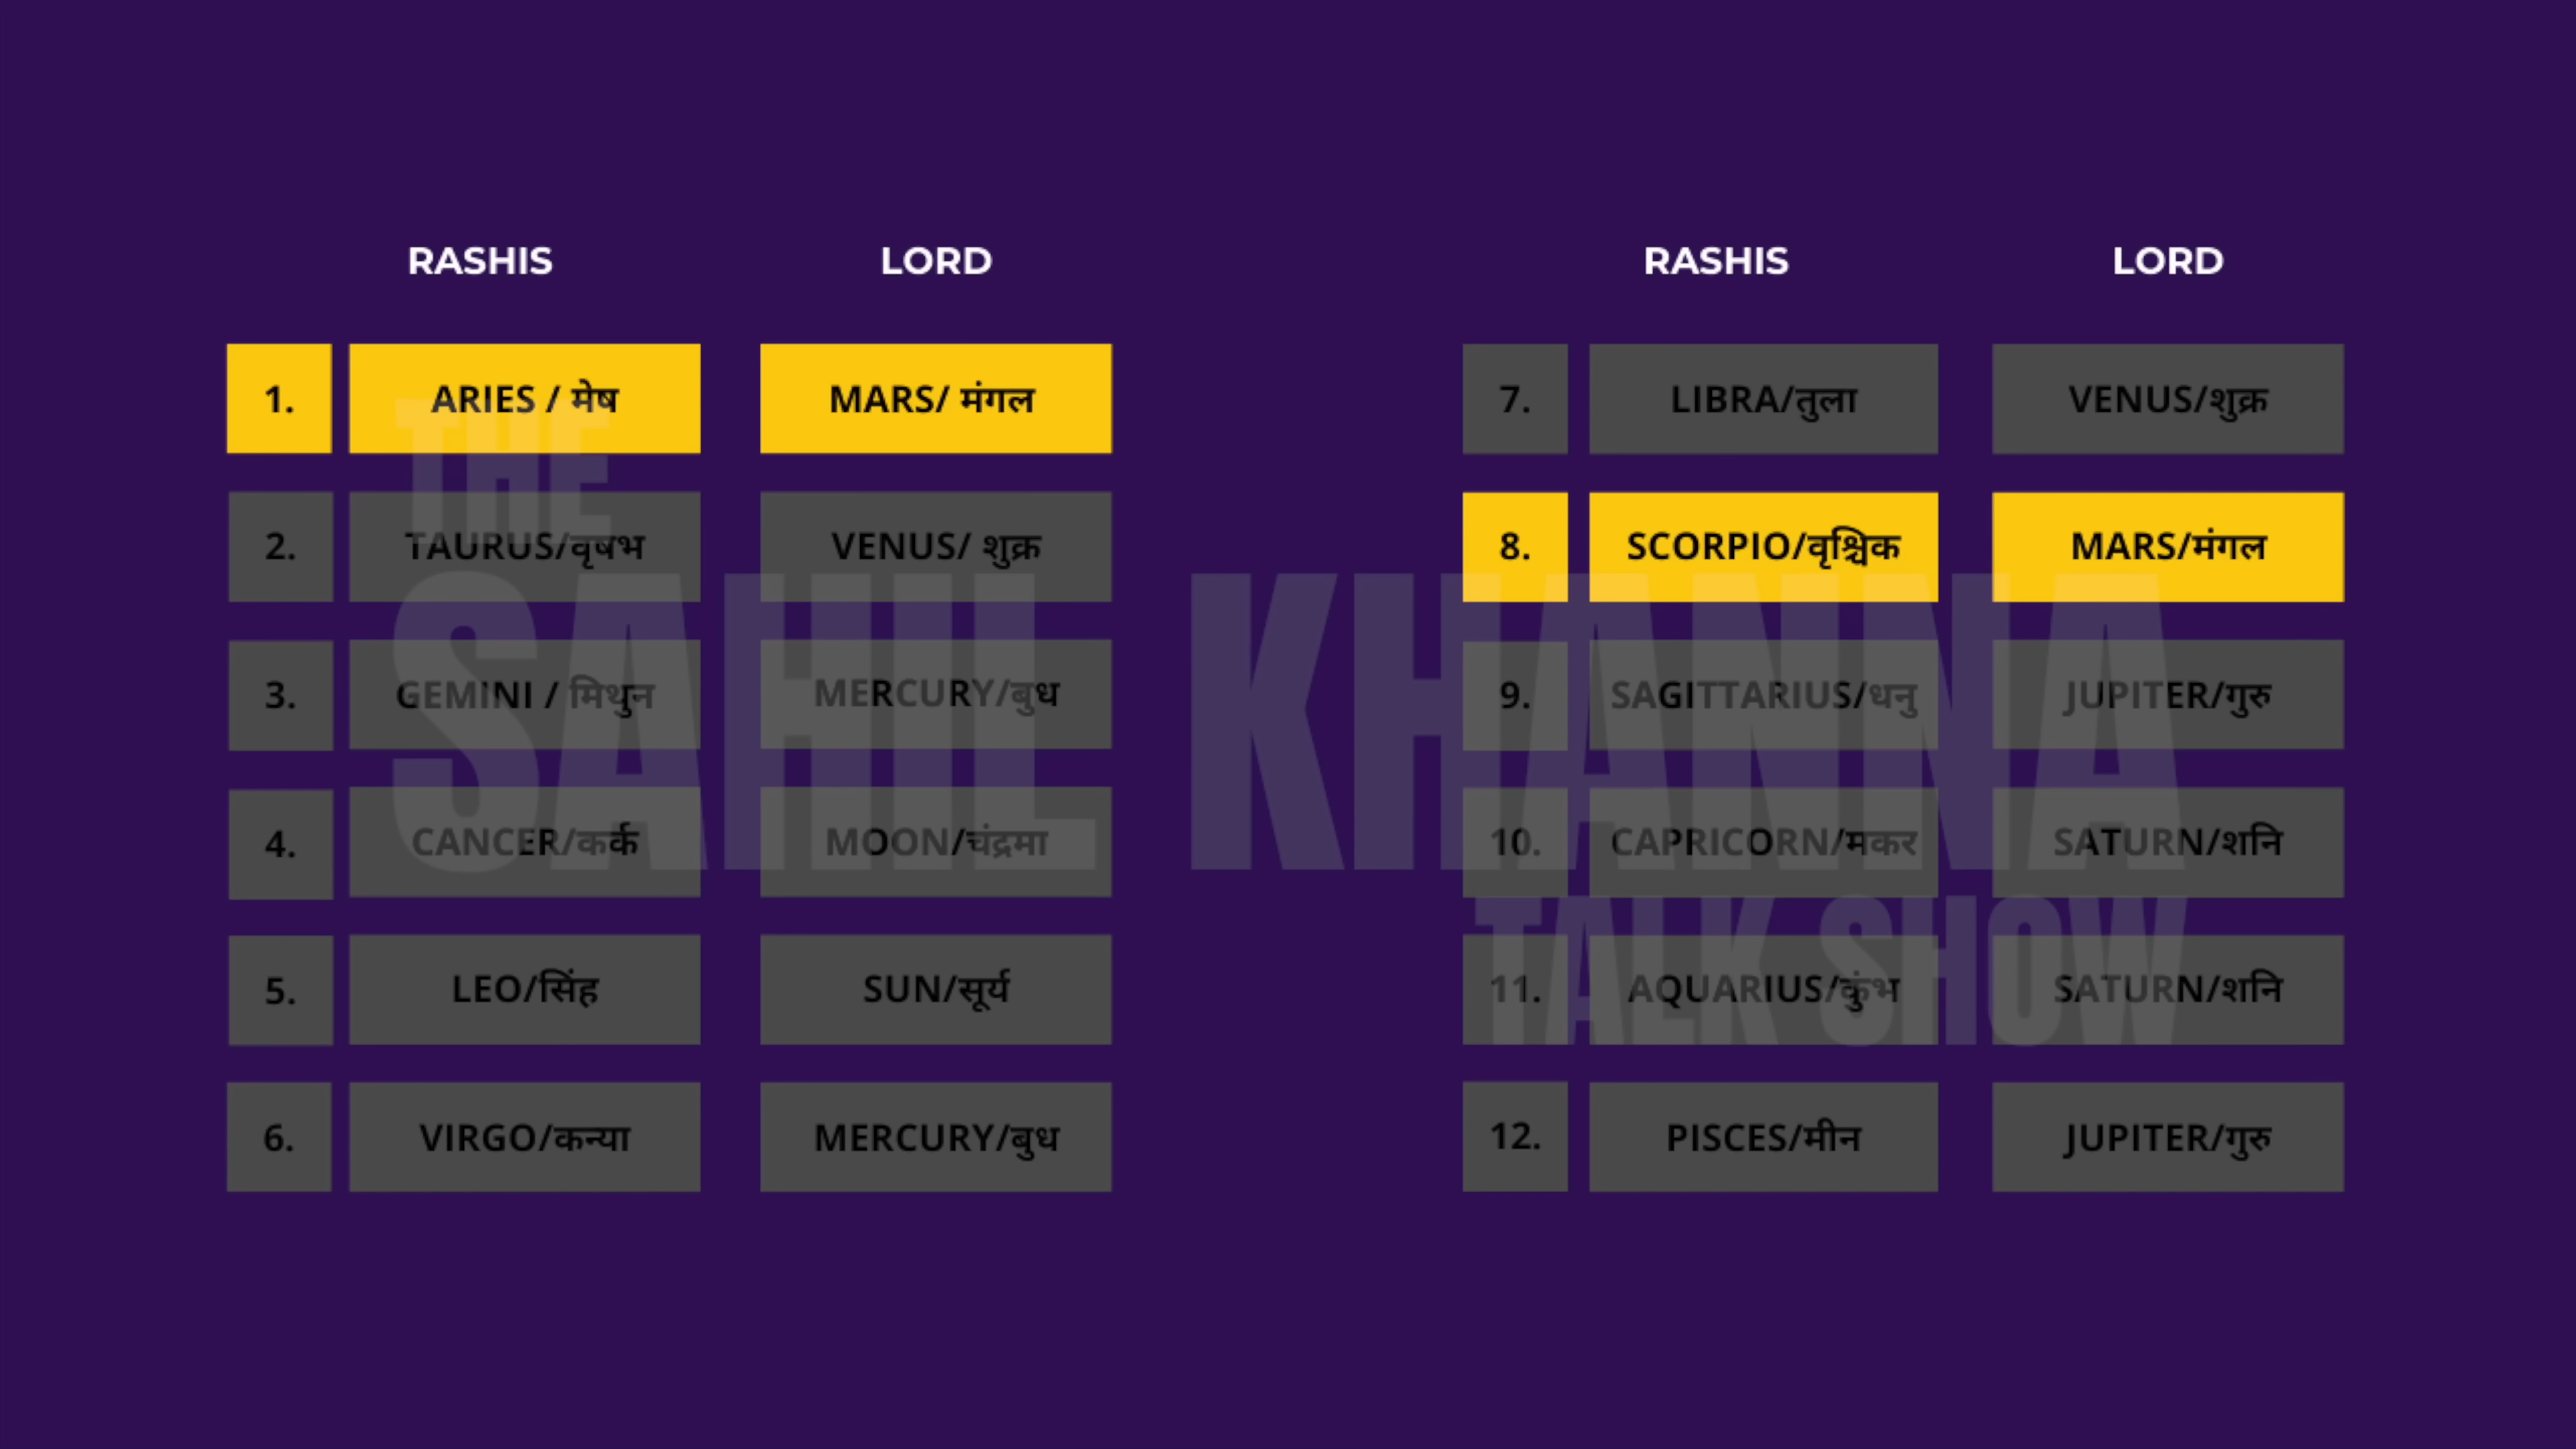 RASHIS LORD
1. ARIES / मेष MARS/ मंगल
2. TAURUS/वृषभ VENUS/ शुक्र
3. GEMINI / मिथुन MERCURY/बुध
4. CANCER/कर्क MOON/चंद्रमा
5. LEO/सिंह SUN/सूर्य
6. VIRGO/कन्या MERCURY/बुध
RASHIS LORD
7. LIBRA/तुला VENUS/शुक्र
8. SCORPIO/वृश्चिक MARS/मंगल
9. SAGITTARIUS/धनु JUPITER/गुरु
10. CAPRICORN/मकर SATURN/शनि
11. AQUARIUS/कुंभ SATURN/शनि
12. PISCES/मीन JUPITER/गुरु
THE
SAHIL KHANNA
TALK SHOW